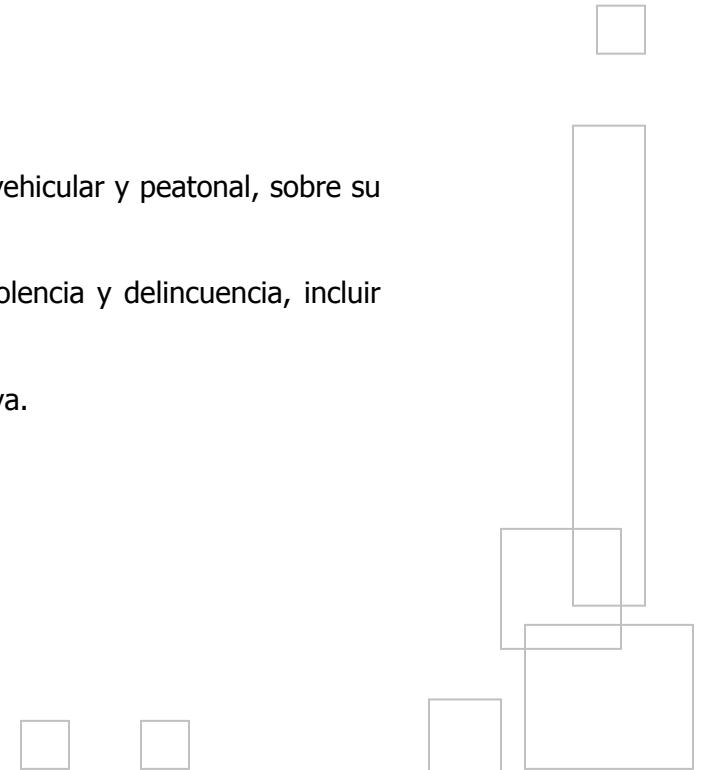 vehicular y peatonal, sobre su
olencia y delincuencia, incluir
va.